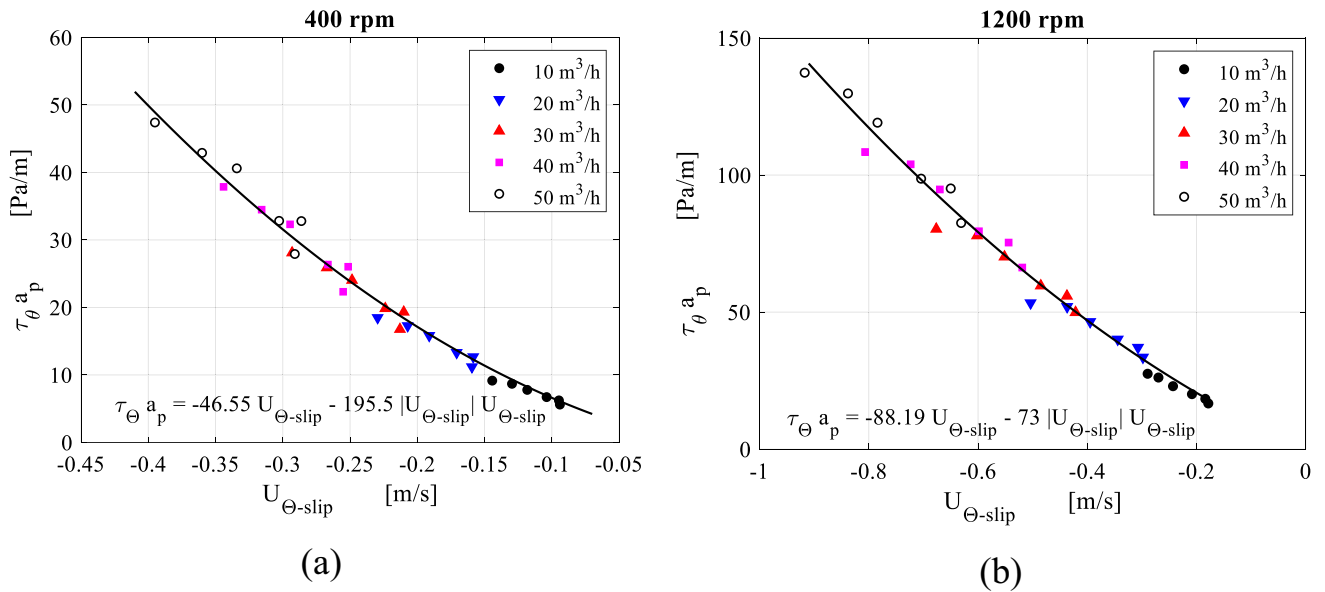 400 rpm
60
50
40
30
20
10
0
τθ ap [Pa/m]
10 m³/h
20 m³/h
30 m³/h
40 m³/h
50 m³/h
τΘ ap = -46.55 UΘ-slip - 195.5 |UΘ-slip| UΘ-slip
-0.45 -0.4 -0.35 -0.3 -0.25 -0.2 -0.15 -0.1 -0.05
UΘ-slip [m/s]
(a)
1200 rpm
150
100
50
0
τθ ap [Pa/m]
10 m³/h
20 m³/h
30 m³/h
40 m³/h
50 m³/h
τΘ ap = -88.19 UΘ-slip - 73 |UΘ-slip| UΘ-slip
-1 -0.8 -0.6 -0.4 -0.2 0
UΘ-slip [m/s]
(b)